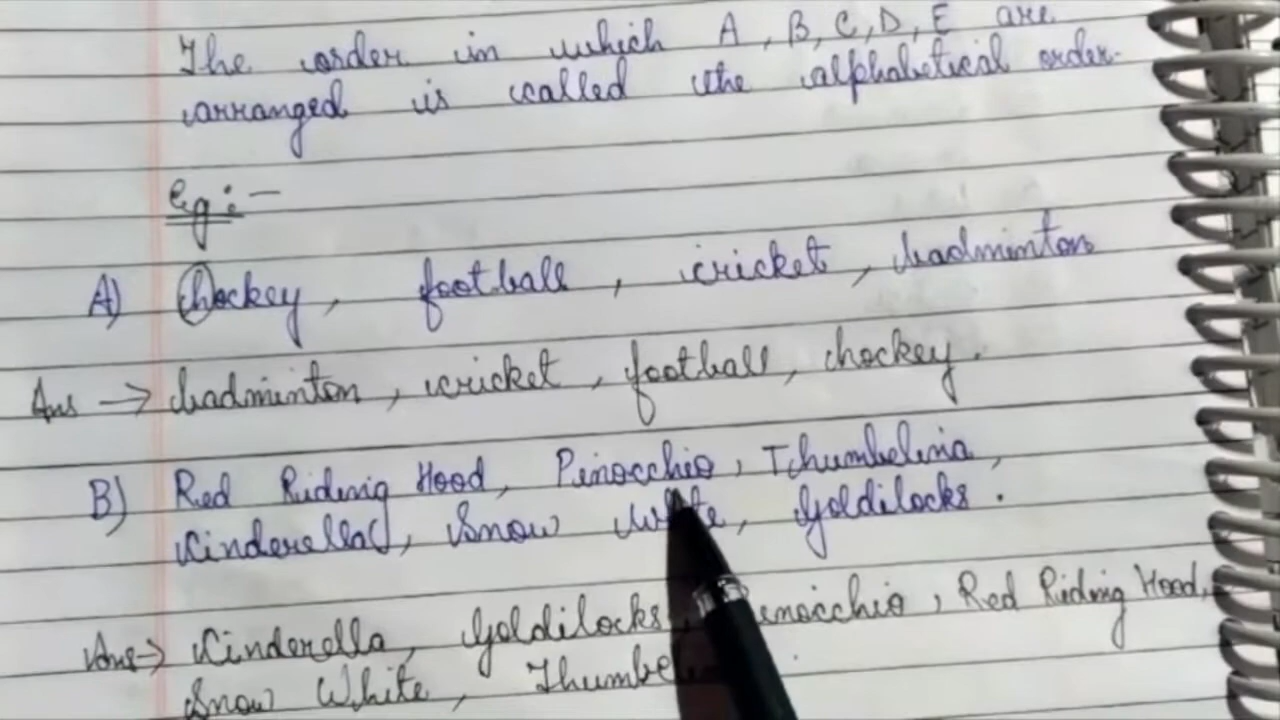 The order in which A, B, C, D, E are
arranged is called the alphabetical order.
eg:-
A) hockey, football, cricket, badminton
Ans → badminton, cricket, football, hockey.
B) Red Riding Hood, Pinocchio, Thumbelina,
Cinderella, Snow White, Goldilocks.
Ans → Cinderella, Goldilocks, Pinocchio, Red Riding Hood,
Snow White,